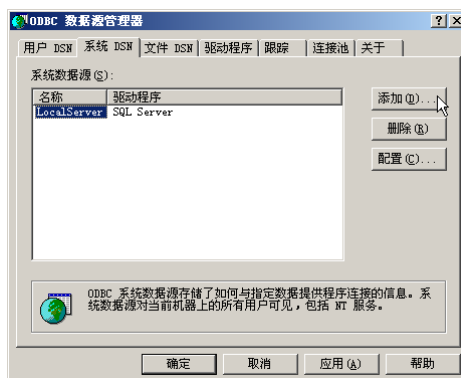 ODBC 数据源管理器
用户 DSN 系统 DSN 文件 DSN 驱动程序 跟踪 连接池 关于
系统数据源(S):
名称 驱动程序
LocalServer SQL Server
添加(D)...
删除(R)
配置(C)...
ODBC 系统数据源存储了如何与指定数据提供程序连接的信息。系
统数据源对当前机器上的所有用户可见，包括 NT 服务。
确定 取消 应用(A) 帮助